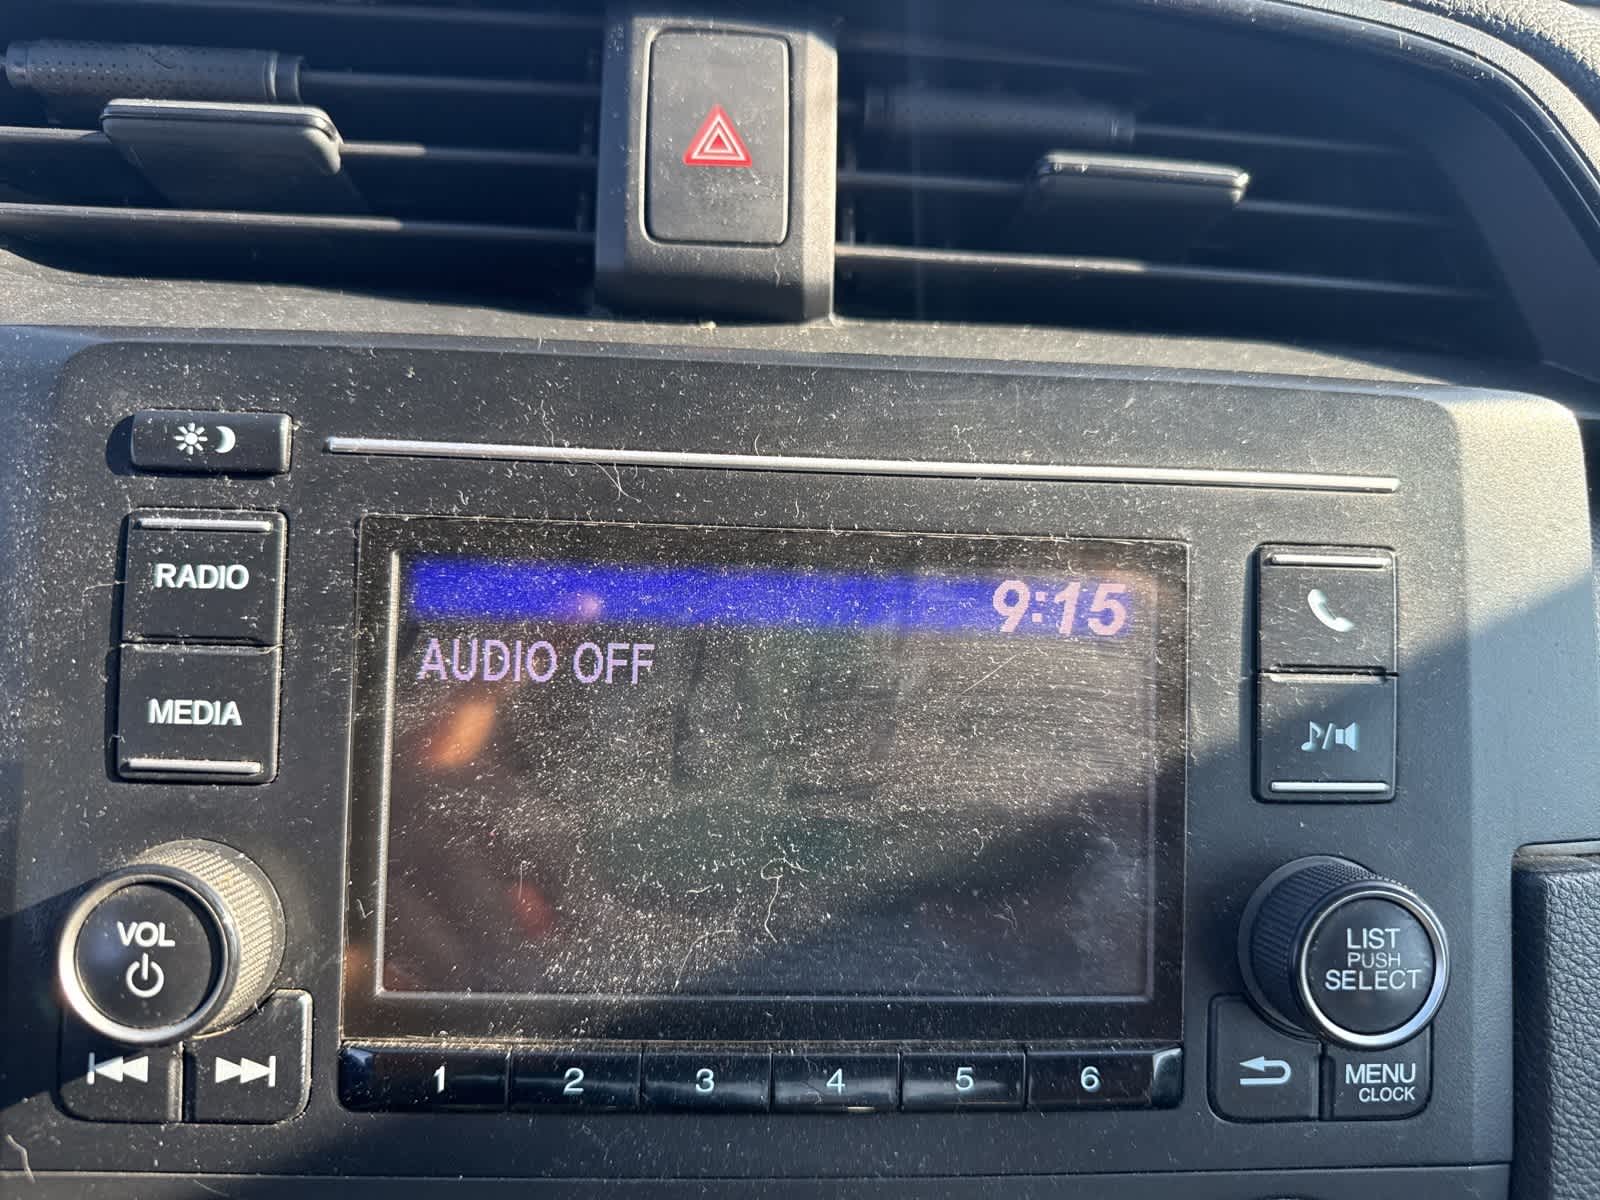 RADIO
MEDIA
9:15
AUDIO OFF
VOL
LIST
PUSH
SELECT
1 2 3 4 5 6
MENU
CLOCK